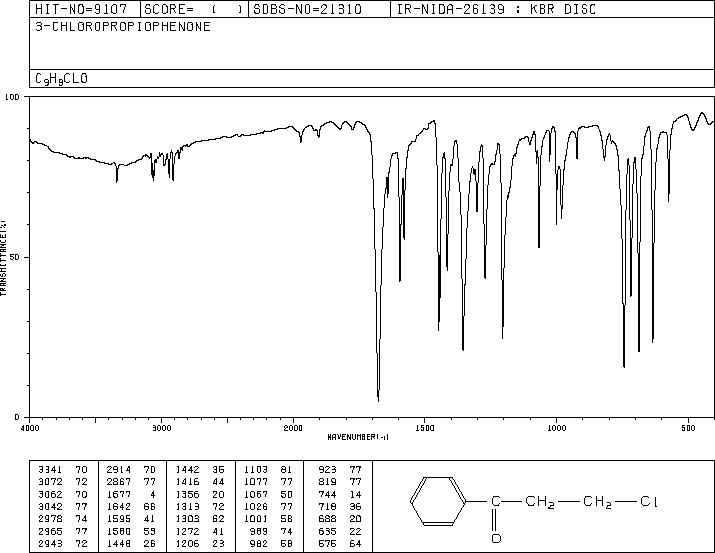 HIT-NO=9107 SCORE= ( ) SDBS-NO=21310 IR-NIDA-26139 : KBR DISC
3-CHLOROPROPIOPHENONE
C9H9CLO
100
50
0
TRANSMITTANCE(%)
4000 3000 2000 1500 1000 500
WAVENUMBER(-1)
3341 70 2914 70 1442 36 1103 81 923 77
3072 72 2867 77 1416 44 1077 77 819 77
3062 70 1677 4 1356 20 1067 50 744 14
3042 77 1642 66 1313 72 1026 77 718 36
2978 74 1595 41 1303 62 1001 58 688 20
2965 77 1580 59 1272 41 989 74 635 22
2943 72 1448 26 1206 23 982 58 576 64
C CH2 CH2 Cl
O